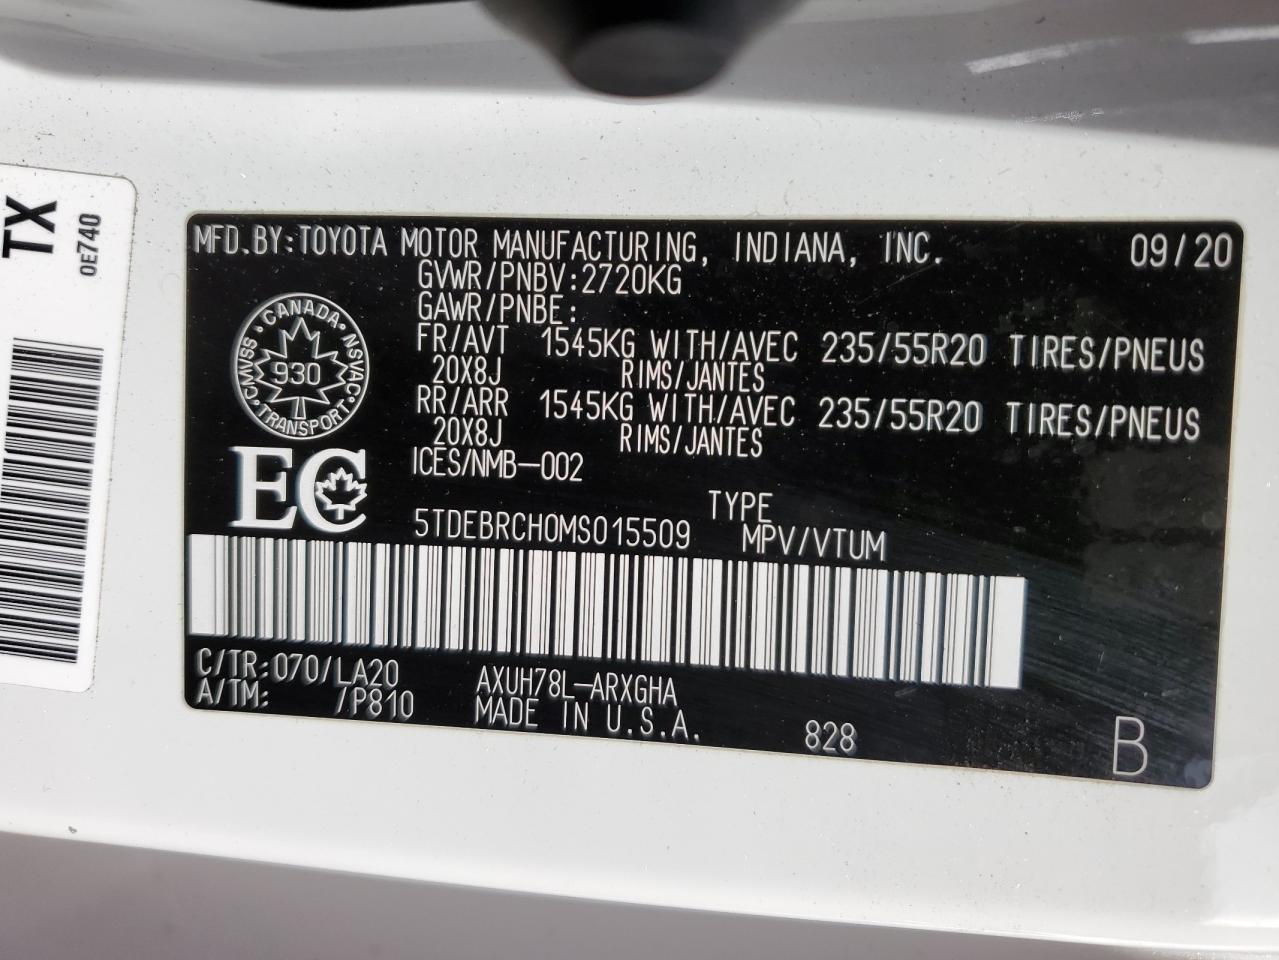 TX
0E740
MFD.BY:TOYOTA MOTOR MANUFACTURING, INDIANA, INC. 09/20
GVWR/PNBV:2720KG
GAWR/PNBE:
FR/AVT 1545KG WITH/AVEC 235/55R20 TIRES/PNEUS
20X8J RIMS/JANTES
RR/ARR 1545KG WITH/AVEC 235/55R20 TIRES/PNEUS
20X8J RIMS/JANTES
ICES/NMB-002
CANADA · NSVAC · TRANSPORT · CMVSS ·
930
EC
5TDEBRCH0MS015509 TYPE
MPV/VTUM
C/TR:070/LA20 AXUH78L-ARXGHA
A/TM: /P810 MADE IN U.S.A. 828 B